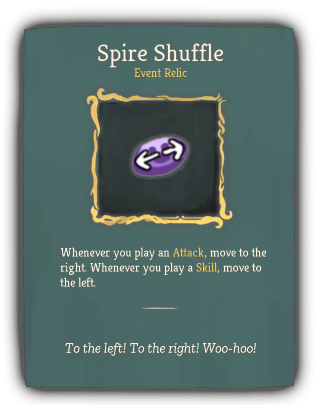 Spire Shuffle
Event Relic
Whenever you play an Attack, move to the
right. Whenever you play a Skill, move to
the left.
To the left! To the right! Woo-hoo!